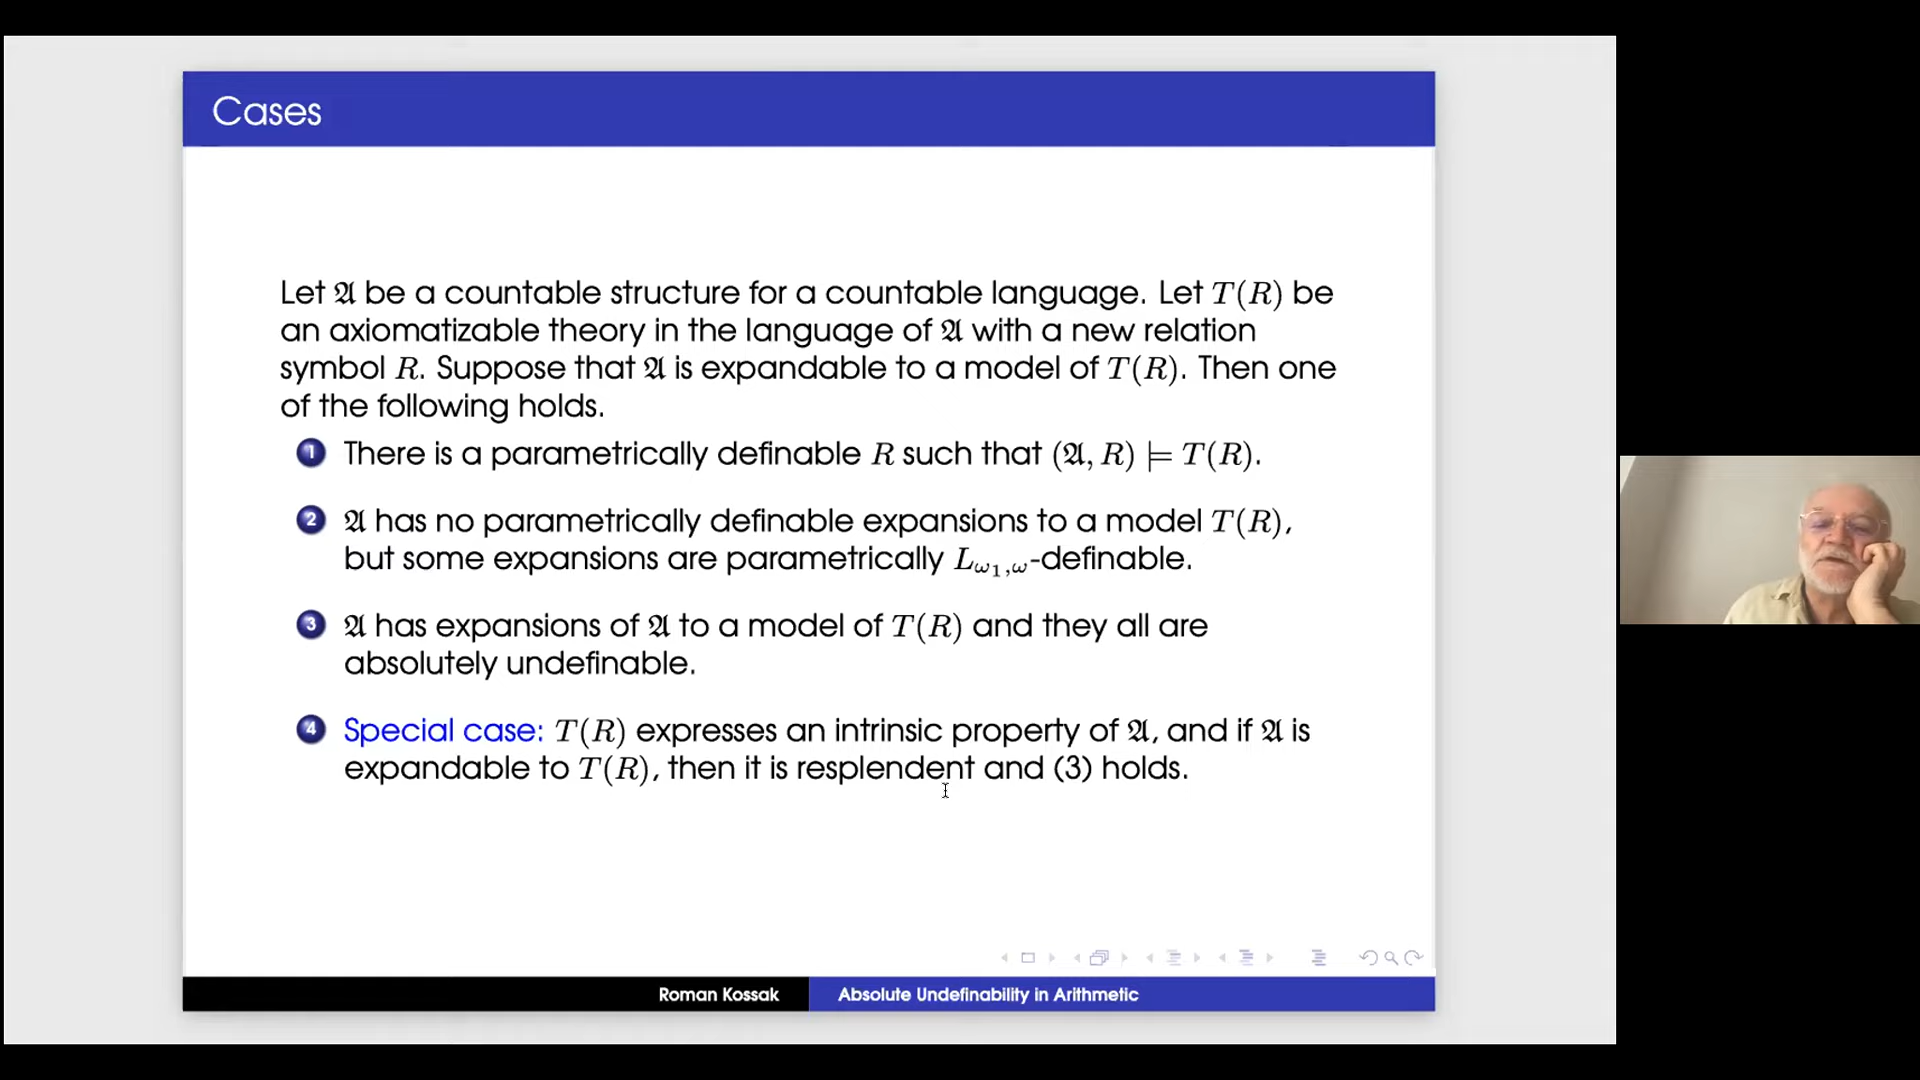 Cases
Let 𝔄 be a countable structure for a countable language. Let T(R) be
an axiomatizable theory in the language of 𝔄 with a new relation
symbol R. Suppose that 𝔄 is expandable to a model of T(R). Then one
of the following holds.
1 There is a parametrically definable R such that (𝔄, R) ⊨ T(R).
2 𝔄 has no parametrically definable expansions to a model T(R),
but some expansions are parametrically L_{ω₁,ω}-definable.
3 𝔄 has expansions of 𝔄 to a model of T(R) and they all are
absolutely undefinable.
4 Special case: T(R) expresses an intrinsic property of 𝔄, and if 𝔄 is
expandable to T(R), then it is resplendent and (3) holds.
Roman Kossak
Absolute Undefinability in Arithmetic